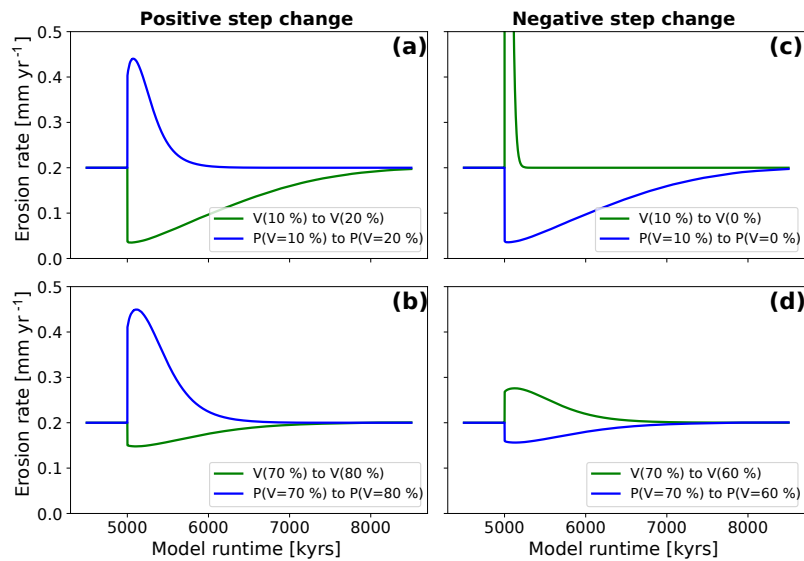 Positive step change
Negative step change
(a)
(c)
Erosion rate [mm yr⁻¹]
0.5
0.4
0.3
0.2
0.1
0.0
V(10 %) to V(20 %)
P(V=10 %) to P(V=20 %)
V(10 %) to V(0 %)
P(V=10 %) to P(V=0 %)
(b)
(d)
Erosion rate [mm yr⁻¹]
0.5
0.4
0.3
0.2
0.1
0.0
V(70 %) to V(80 %)
P(V=70 %) to P(V=80 %)
V(70 %) to V(60 %)
P(V=70 %) to P(V=60 %)
5000 6000 7000 8000
5000 6000 7000 8000
Model runtime [kyrs]
Model runtime [kyrs]